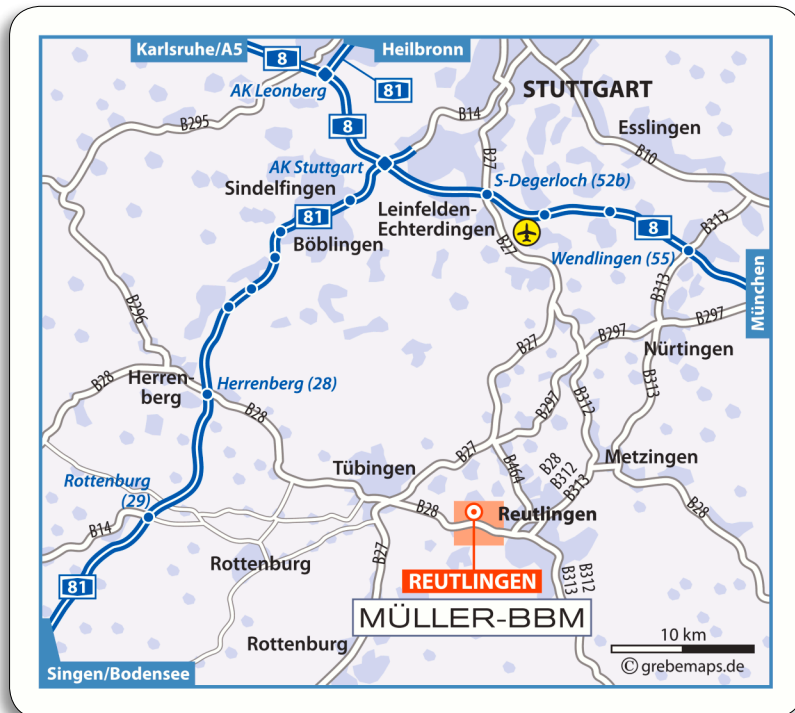 Karlsruhe/A5
Heilbronn
8
81
AK Leonberg
STUTTGART
B295
8
B14
Esslingen
B27
B10
AK Stuttgart
S-Degerloch (52b)
Sindelfingen
81
Leinfelden-
Echterdingen
B313
8
Böblingen
B27
Wendlingen (55)
München
B296
B313
B297
B297
B27
Nürtingen
B28
Herren-
berg
Herrenberg (28)
B313
B28
B297
B312
Tübingen
B27
B464
B28
B312
B313
Metzingen
Rottenburg
(29)
B28
B28
Reutlingen
B14
B27
Rottenburg
REUTLINGEN
B313
B312
81
MÜLLER-BBM
Rottenburg
10 km
© grebemaps.de
Singen/Bodensee